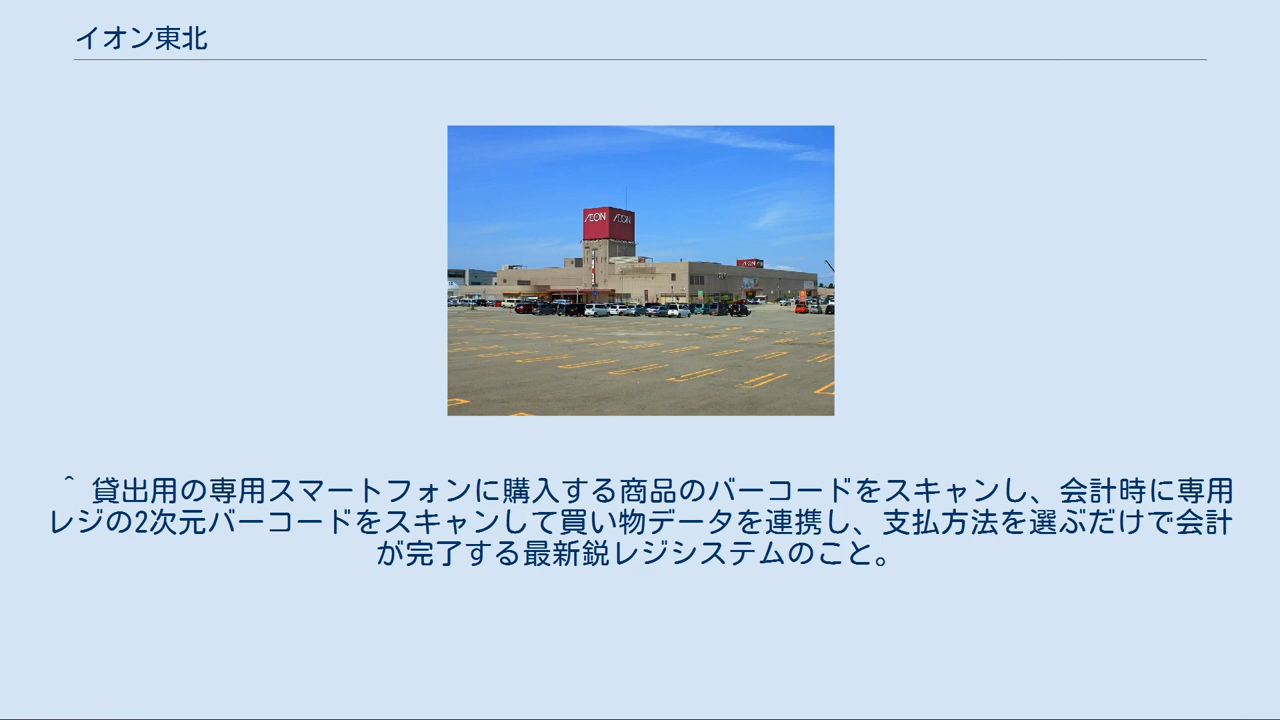 イオン東北
ÆON ÆON
^ 貸出用の専用スマートフォンに購入する商品のバーコードをスキャンし、会計時に専用
レジの2次元バーコードをスキャンして買い物データを連携し、支払方法を選ぶだけで会計
が完了する最新鋭レジシステムのこと。